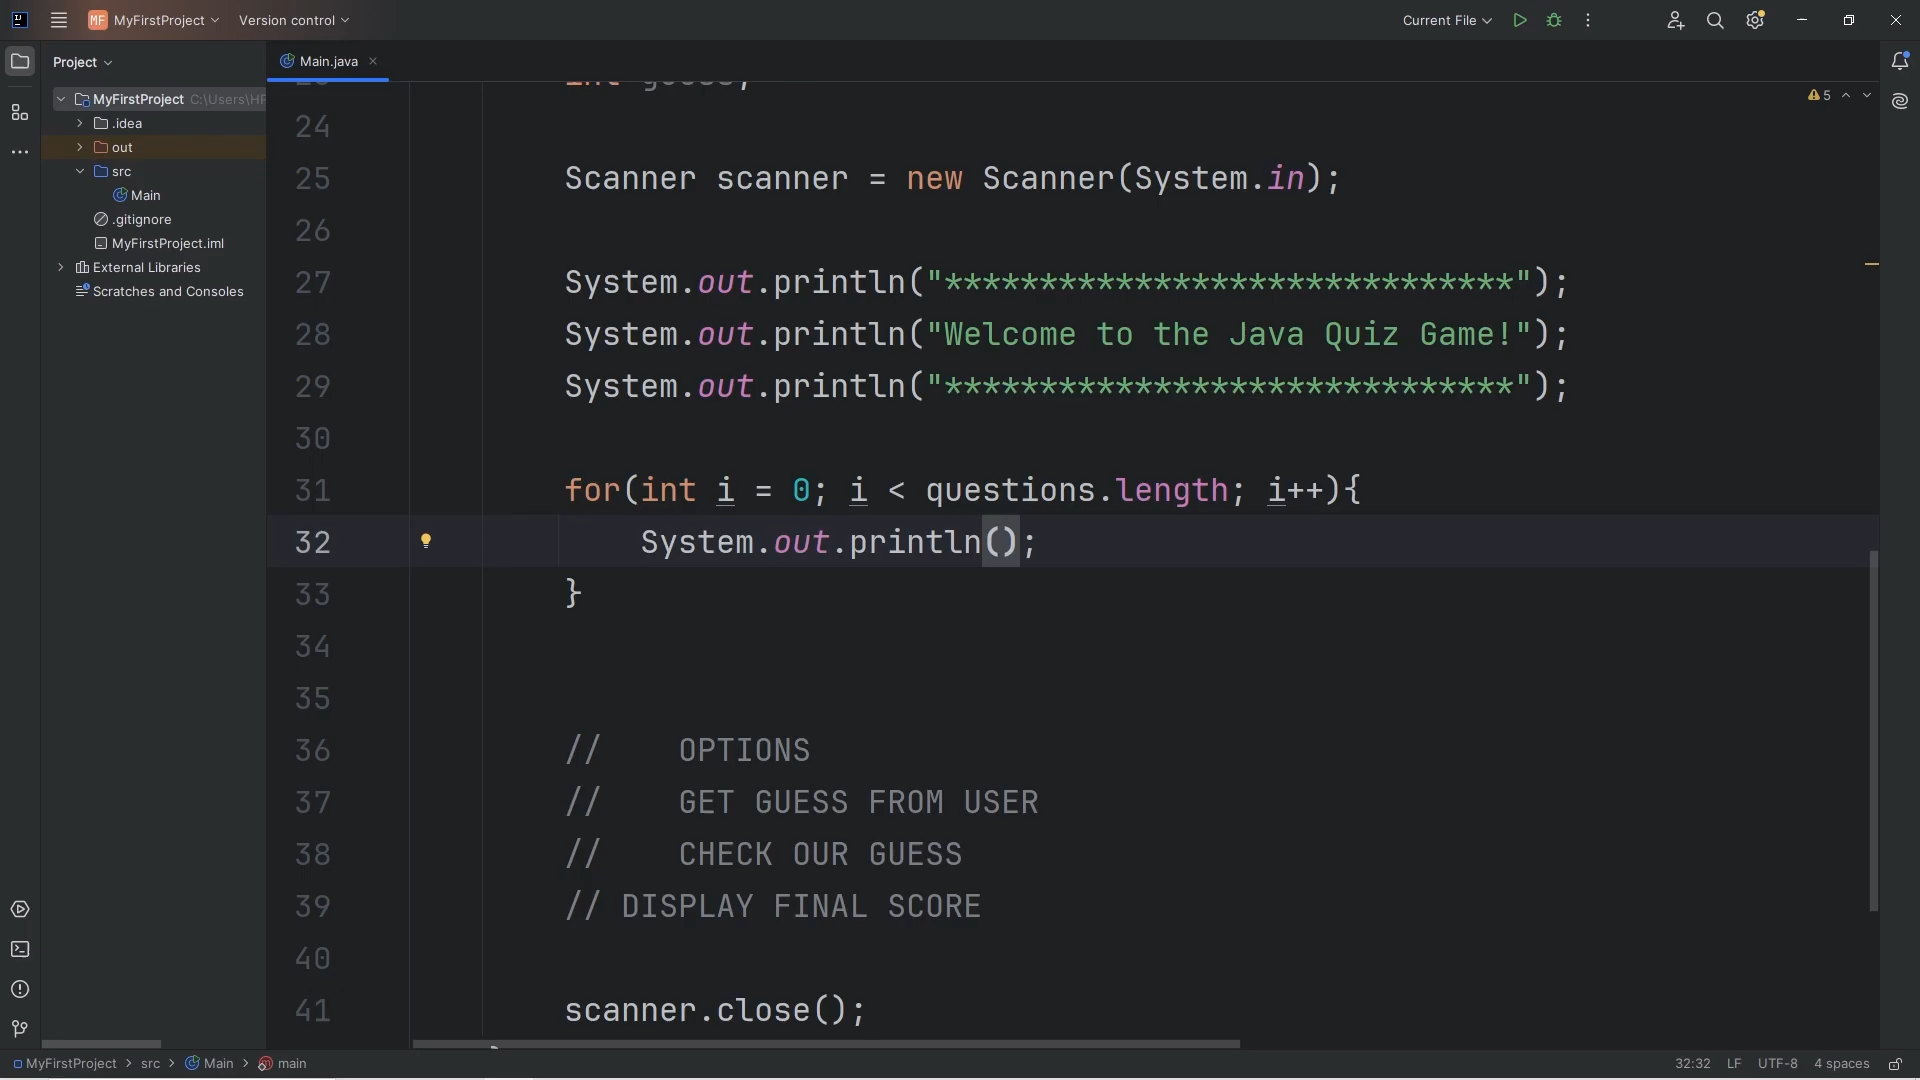 MF MyFirstProject Version control Current File
Project
Main.java
MyFirstProject C:\Users\HP
.idea
out
src
Main
.gitignore
MyFirstProject.iml
External Libraries
Scratches and Consoles
5
24
25 Scanner scanner = new Scanner(System.in);
26
27 System.out.println("******************************");
28 System.out.println("Welcome to the Java Quiz Game!");
29 System.out.println("******************************");
30
31 for(int i = 0; i < questions.length; i++){
32 System.out.println();
33 }
34
35
36 // OPTIONS
37 // GET GUESS FROM USER
38 // CHECK OUR GUESS
39 // DISPLAY FINAL SCORE
40
41 scanner.close();
MyFirstProject > src > Main > main 32:32 LF UTF-8 4 spaces